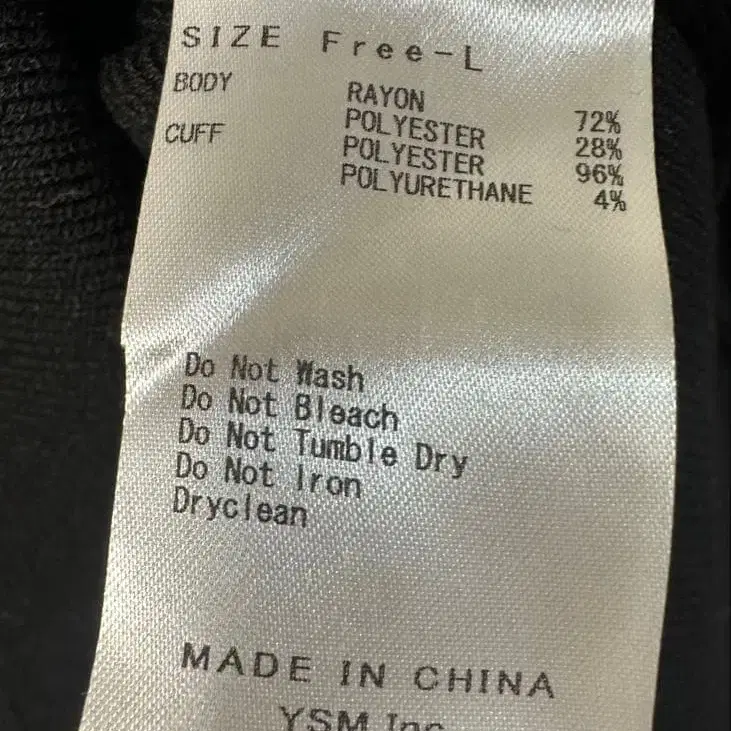 SIZE Free-L
BODY RAYON 72%
POLYESTER 28%
CUFF POLYESTER 96%
POLYURETHANE 4%
Do Not Wash
Do Not Bleach
Do Not Tumble Dry
Do Not Iron
Dryclean
MADE IN CHINA
YSM Inc